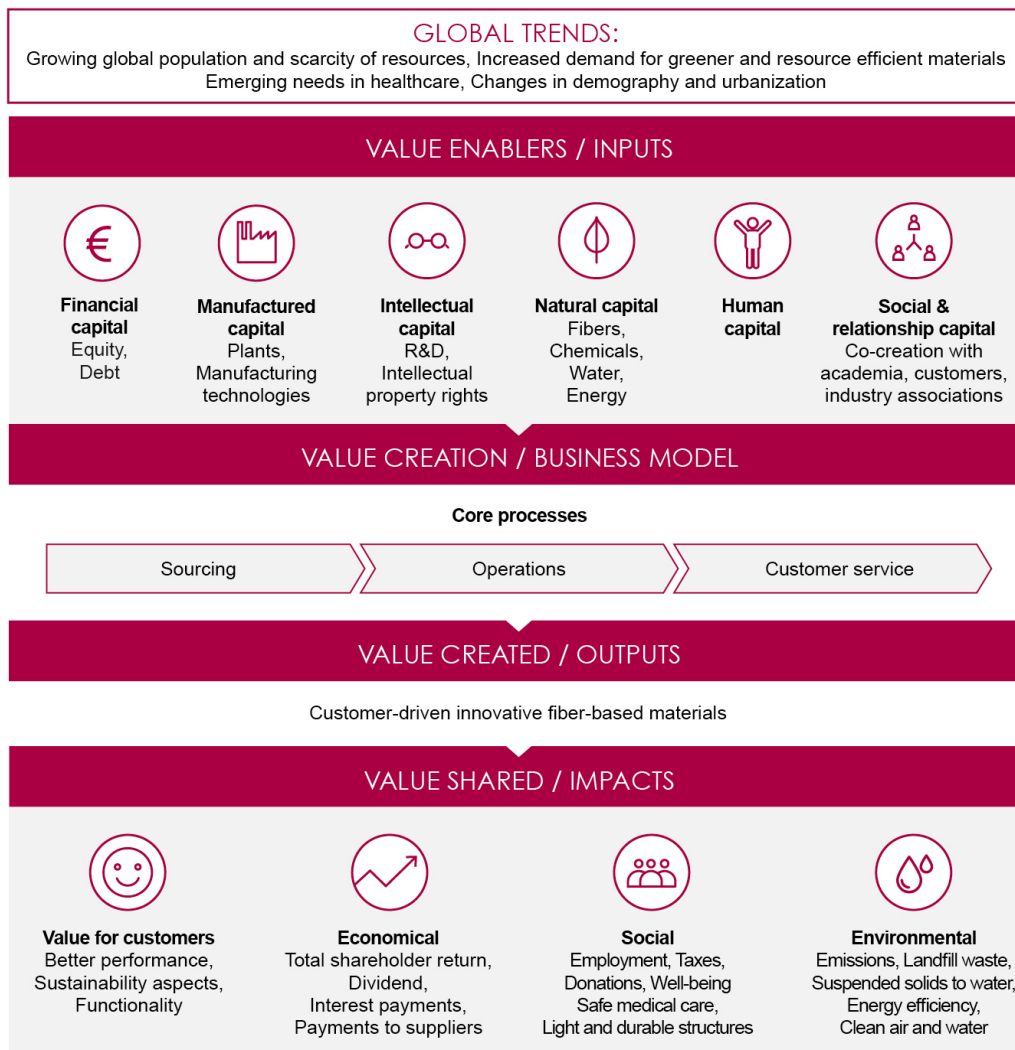 GLOBAL TRENDS:
Growing global population and scarcity of resources, Increased demand for greener and resource efficient materials
Emerging needs in healthcare, Changes in demography and urbanization
VALUE ENABLERS / INPUTS
€
Financial
capital
Equity,
Debt
Manufactured
capital
Plants,
Manufacturing
technologies
Intellectual
capital
R&D,
Intellectual
property rights
Natural capital
Fibers,
Chemicals,
Water,
Energy
Human
capital
Social &
relationship capital
Co-creation with
academia, customers,
industry associations
VALUE CREATION / BUSINESS MODEL
Core processes
Sourcing
Operations
Customer service
VALUE CREATED / OUTPUTS
Customer-driven innovative fiber-based materials
VALUE SHARED / IMPACTS
Value for customers
Better performance,
Sustainability aspects,
Functionality
Economical
Total shareholder return,
Dividend,
Interest payments,
Payments to suppliers
Social
Employment, Taxes,
Donations, Well-being
Safe medical care,
Light and durable structures
Environmental
Emissions, Landfill waste,
Suspended solids to water,
Energy efficiency,
Clean air and water